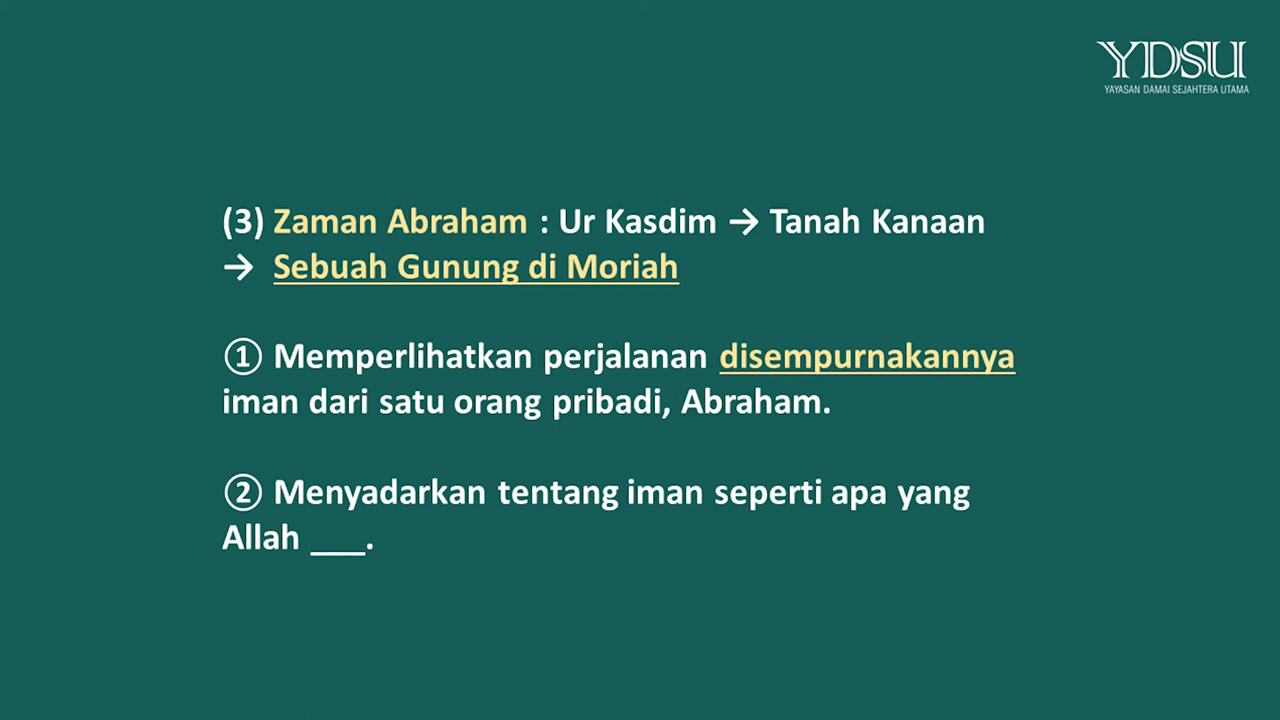 YDSU
YAYASAN DAMAI SEJAHTERA UTAMA
(3) Zaman Abraham : Ur Kasdim → Tanah Kanaan
→ Sebuah Gunung di Moriah
① Memperlihatkan perjalanan disempurnakannya
iman dari satu orang pribadi, Abraham.
② Menyadarkan tentang iman seperti apa yang
Allah ___.